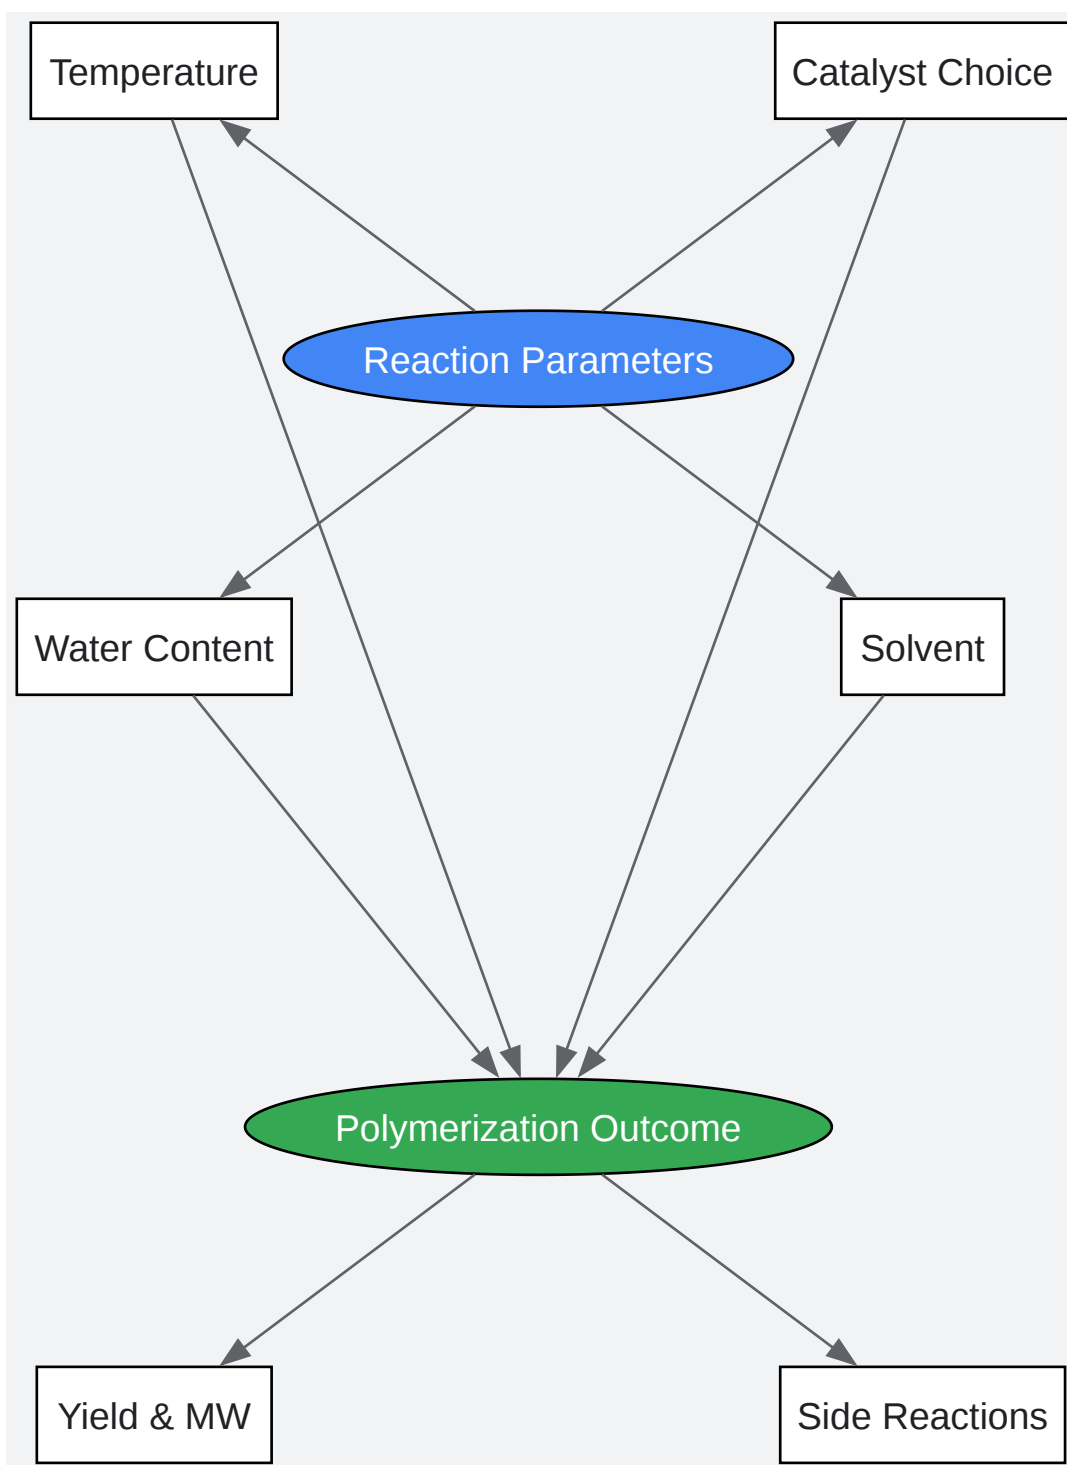 Temperature
Catalyst Choice
Reaction Parameters
Water Content
Solvent
Polymerization Outcome
Yield & MW
Side Reactions